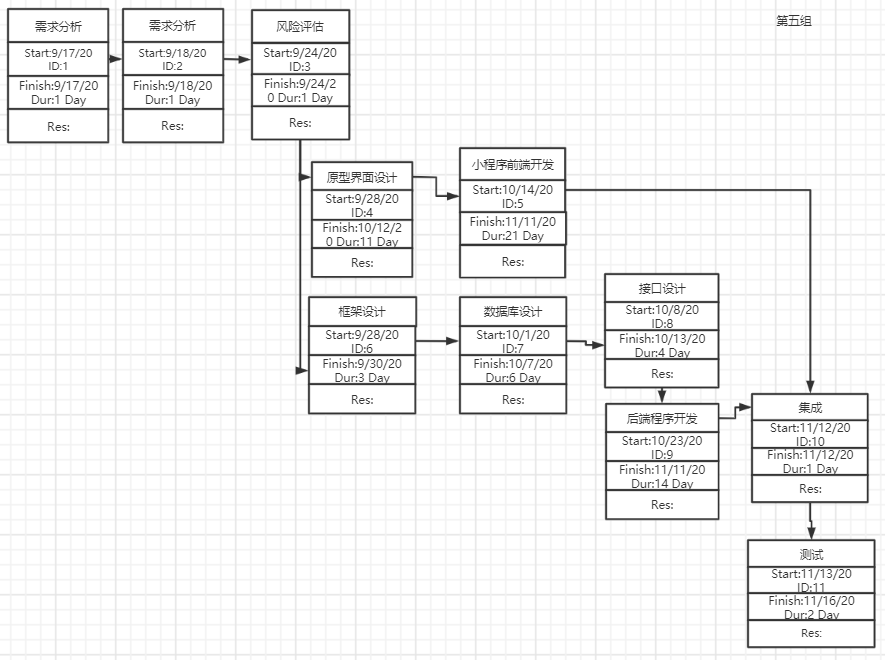 第五组
需求分析
Start:9/17/20
ID:1
Finish:9/17/20
Dur:1 Day
Res:
需求分析
Start:9/18/20
ID:2
Finish:9/18/20
Dur:1 Day
Res:
风险评估
Start:9/24/20
ID:3
Finish:9/24/2
0 Dur:1 Day
Res:
原型界面设计
Start:9/28/20
ID:4
Finish:10/12/2
0 Dur:11 Day
Res:
小程序前端开发
Start:10/14/20
ID:5
Finish:11/11/20
Dur:21 Day
Res:
框架设计
Start:9/28/20
ID:6
Finish:9/30/20
Dur:3 Day
Res:
数据库设计
Start:10/1/20
ID:7
Finish:10/7/20
Dur:6 Day
Res:
接口设计
Start:10/8/20
ID:8
Finish:10/13/20
Dur:4 Day
Res:
后端程序开发
Start:10/23/20
ID:9
Finish:11/11/20
Dur:14 Day
Res:
集成
Start:11/12/20
ID:10
Finish:11/12/20
Dur:1 Day
Res:
测试
Start:11/13/20
ID:11
Finish:11/16/20
Dur:2 Day
Res: